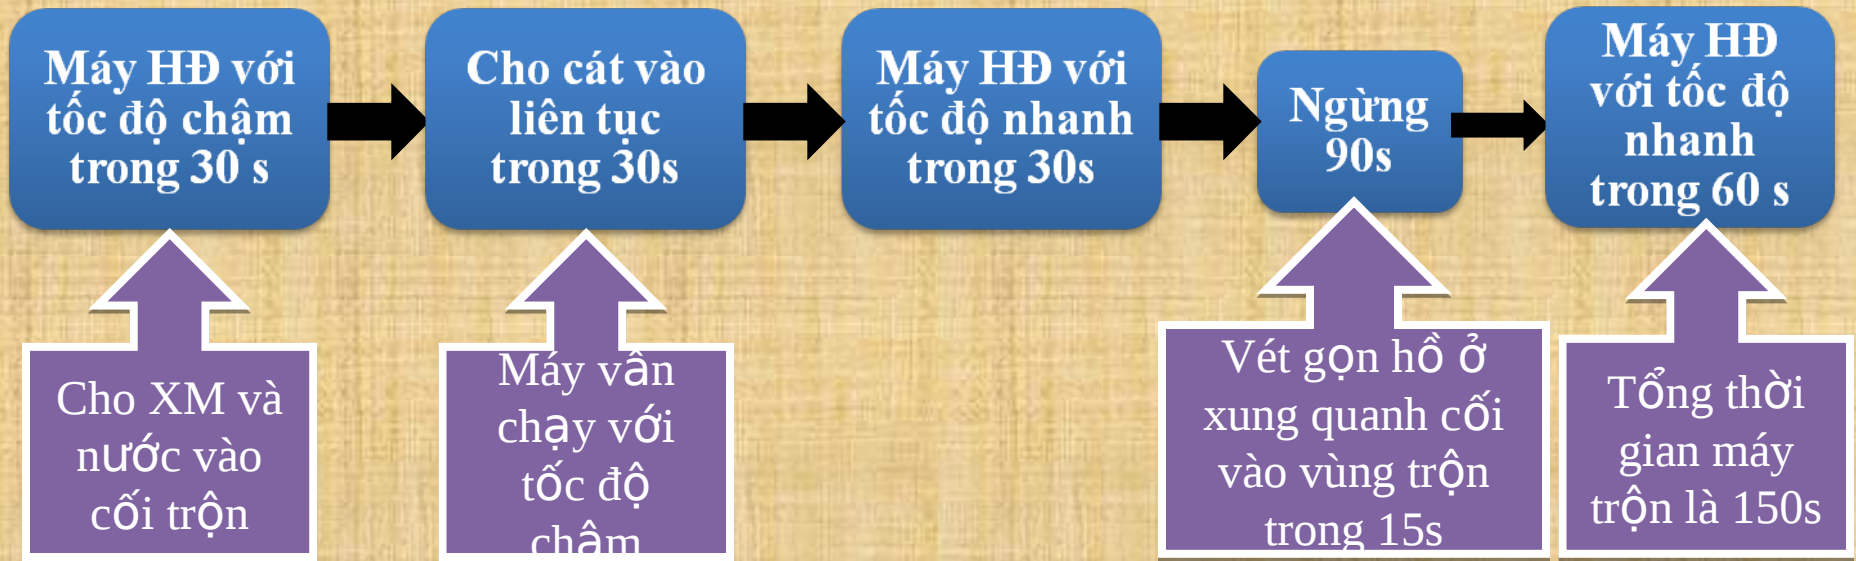 Máy HĐ với
tốc độ chậm
trong 30 s
Cho cát vào
liên tục
trong 30s
Máy HĐ với
tốc độ nhanh
trong 30s
Ngừng
90s
Máy HĐ
với tốc độ
nhanh
trong 60 s
Cho XM và
nước vào
cối trộn
Máy vẫn
chạy với
tốc độ
chậm
Vét gọn hồ ở
xung quanh cối
vào vùng trộn
trong 15s
Tổng thời
gian máy
trộn là 150s